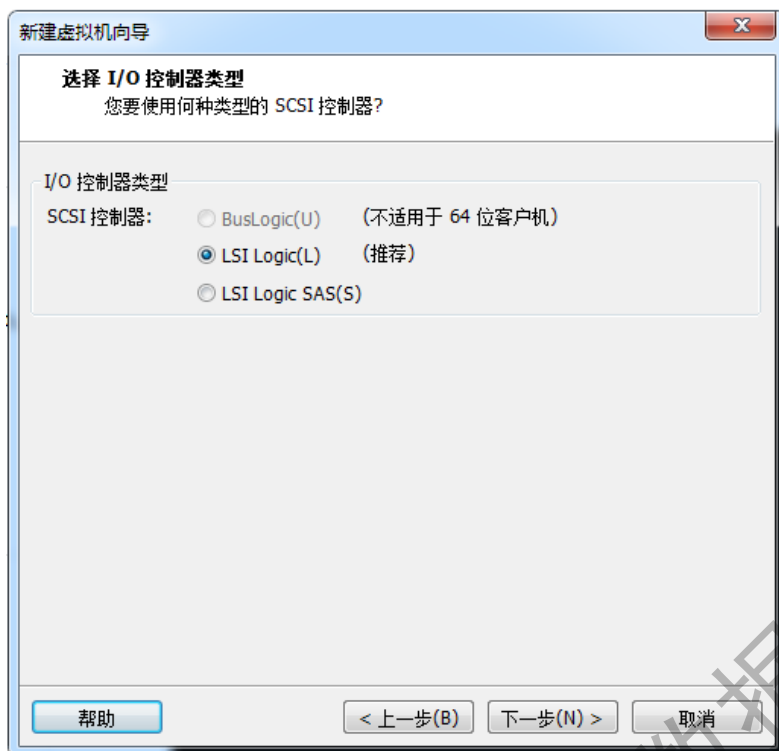 新建虚拟机向导
选择 I/O 控制器类型
您要使用何种类型的 SCSI 控制器?
I/O 控制器类型
SCSI 控制器: BusLogic(U) (不适用于 64 位客户机)
LSI Logic(L) (推荐)
LSI Logic SAS(S)
帮助 < 上一步(B) 下一步(N) > 取消